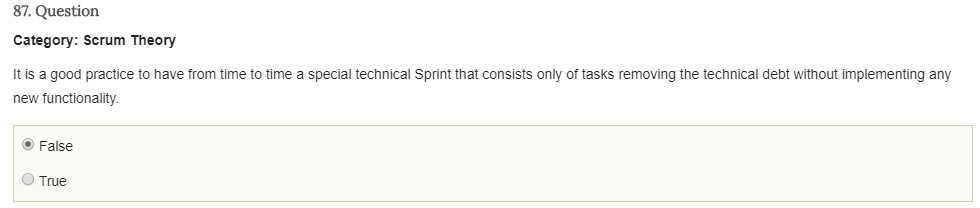 87. Question
Category: Scrum Theory
It is a good practice to have from time to time a special technical Sprint that consists only of tasks removing the technical debt without implementing any
new functionality.
False
True